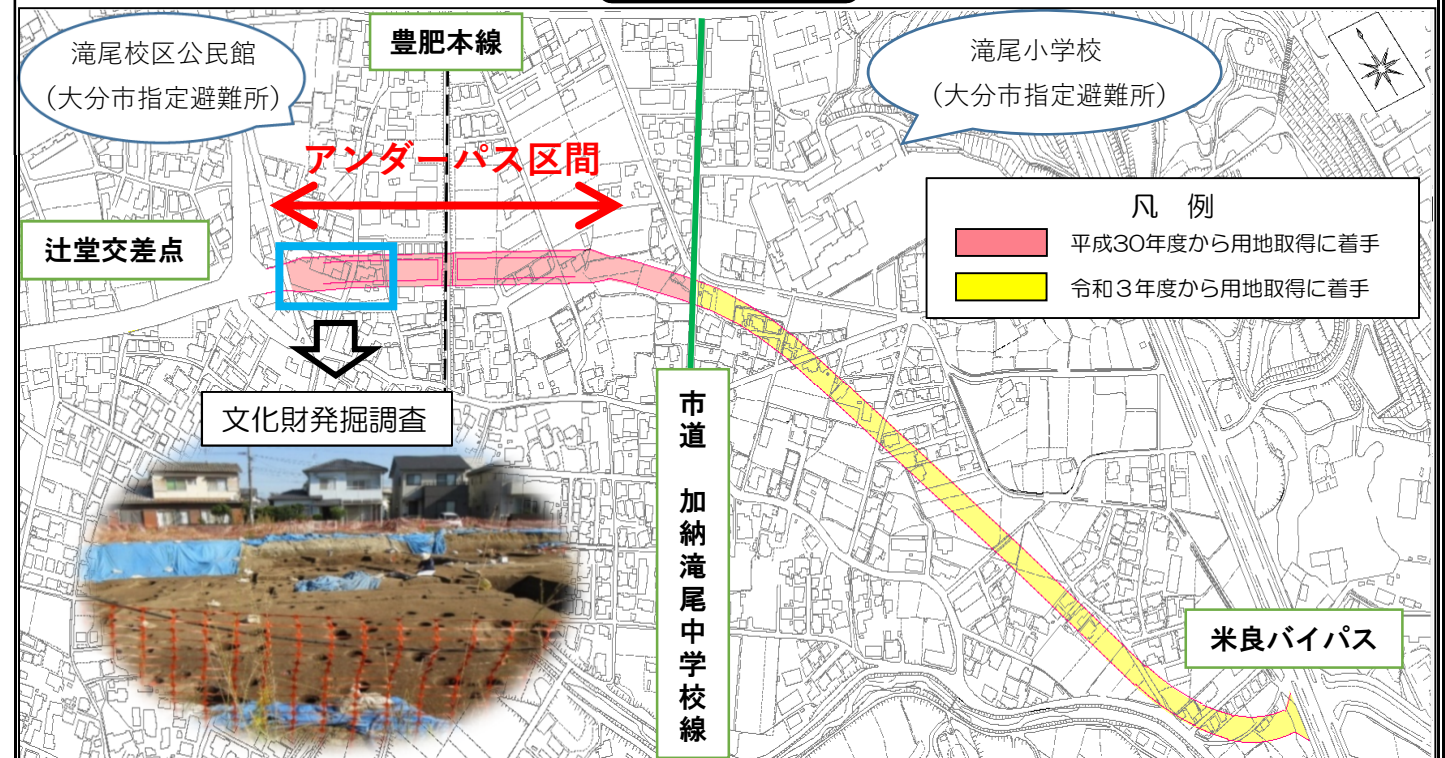 滝尾校区公民館
(大分市指定避難所)
豊肥本線
滝尾小学校
(大分市指定避難所)
アンダーパス区間
辻堂交差点
凡 例
平成30年度から用地取得に着手
令和３年度から用地取得に着手
文化財発掘調査
市道 加納滝尾中学校線
米良バイパス